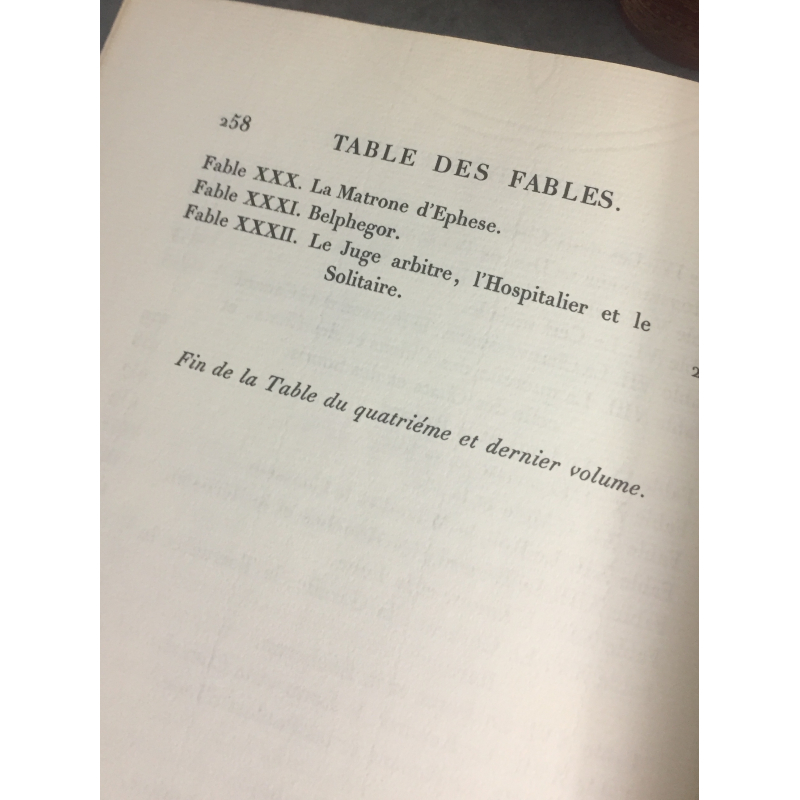 258
TABLE DES FABLES.
Fable XXX. La Matrone d'Ephese.
Fable XXXI. Belphegor.
Fable XXXII. Le Juge arbitre, l'Hospitalier et le
Solitaire.
2
Fin de la Table du quatriéme et dernier volume.